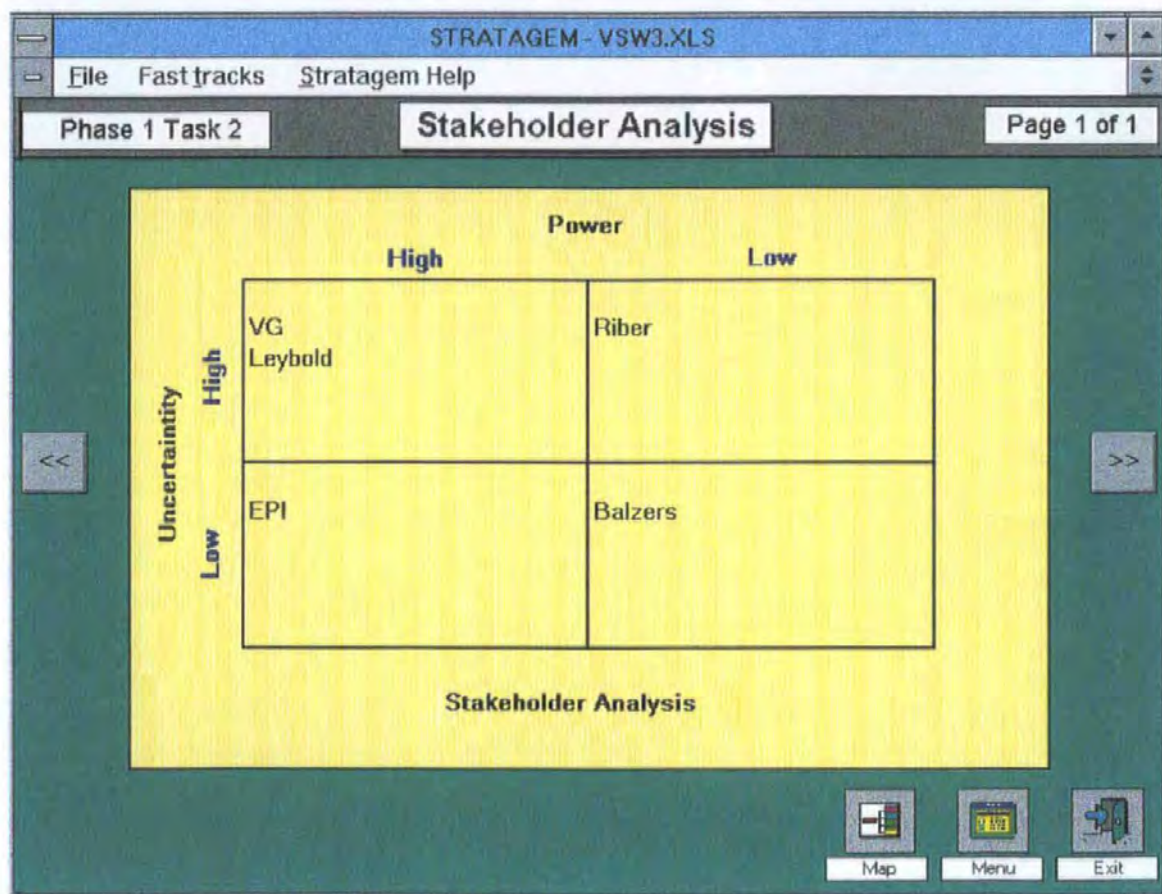 STRATAGEM - VSW3.XLS
File Fast tracks Stratagem Help
Phase 1 Task 2
Stakeholder Analysis
Page 1 of 1
Power
High Low
Uncertaintity
High
Low
VG
Leybold
Riber
EPI
Balzers
<<
>>
Stakeholder Analysis
Map
Menu
Exit